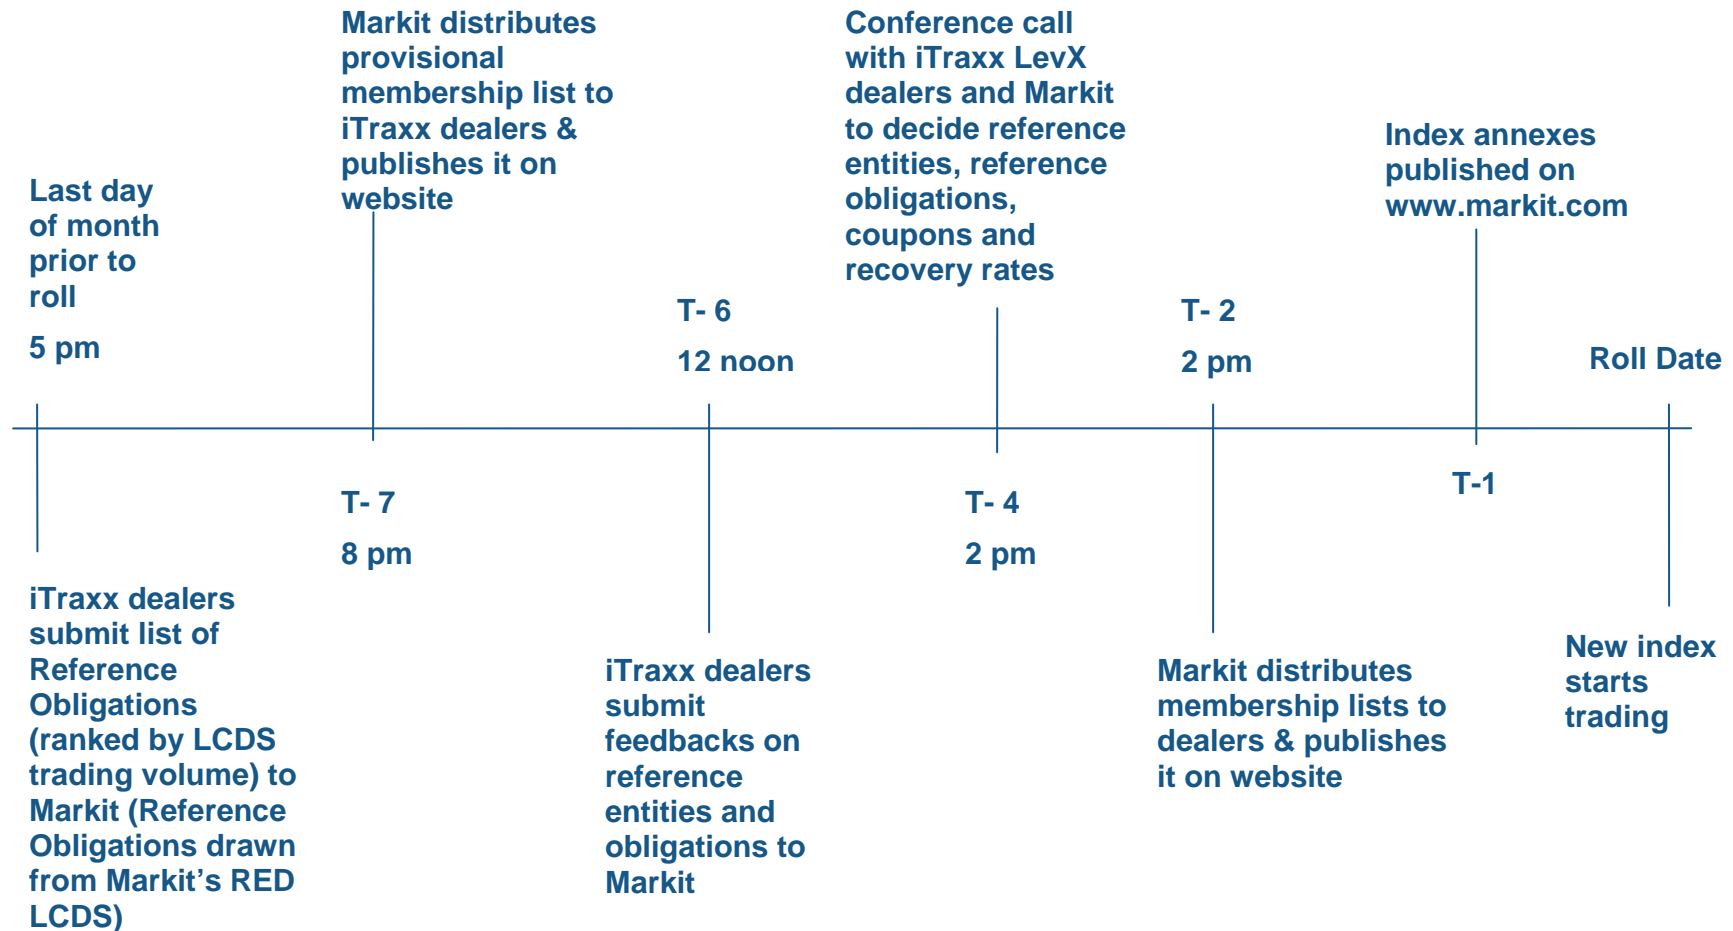 Last day
of month
prior to
roll
5 pm
iTraxx dealers
submit list of
Reference
Obligations
(ranked by LCDS
trading volume) to
Markit (Reference
Obligations drawn
from Markit’s RED
LCDS)
Markit distributes
provisional
membership list to
iTraxx dealers &
publishes it on
website
T- 7
8 pm
T- 6
12 noon
iTraxx dealers
submit
feedbacks on
reference
entities and
obligations to
Markit
Conference call
with iTraxx LevX
dealers and Markit
to decide reference
entities, reference
obligations,
coupons and
recovery rates
T- 4
2 pm
T- 2
2 pm
Markit distributes
membership lists to
dealers & publishes
it on website
Index annexes
published on
www.markit.com
T-1
Roll Date
New index
starts
trading